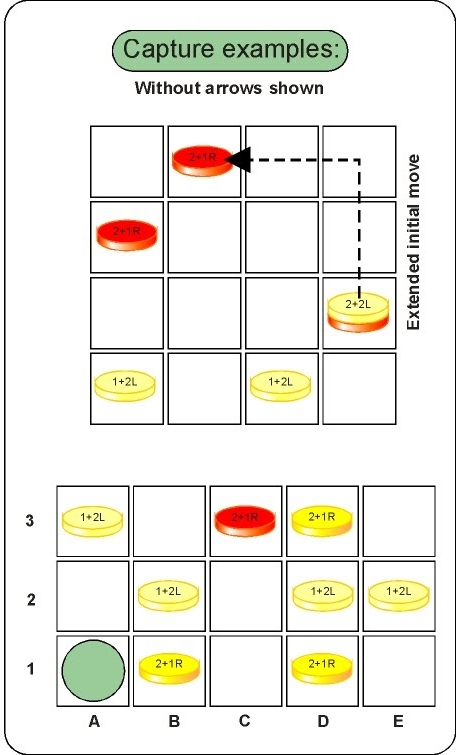 Capture examples:
Without arrows shown
2+1R
2+1R
Extended initial move
2+2L
1+2L
1+2L
3
1+2L
2+1R
2+1R
2
1+2L
1+2L
1+2L
1
2+1R
2+1R
A B C D E